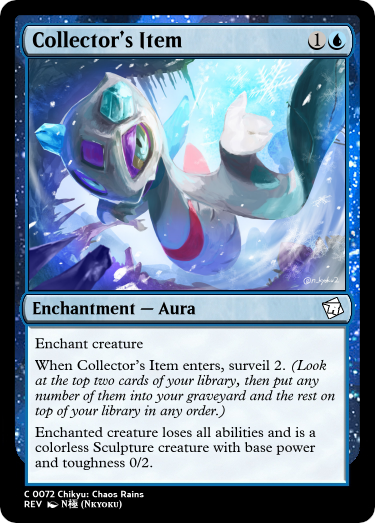 Collector's Item 1
@n_kyoku2
Enchantment — Aura
Enchant creature
When Collector's Item enters, surveil 2. (Look
at the top two cards of your library, then put any
number of them into your graveyard and the rest on
top of your library in any order.)
Enchanted creature loses all abilities and is a
colorless Sculpture creature with base power
and toughness 0/2.
C 0072 Chikyu: Chaos Rains
REV N極 (Nkyoku)